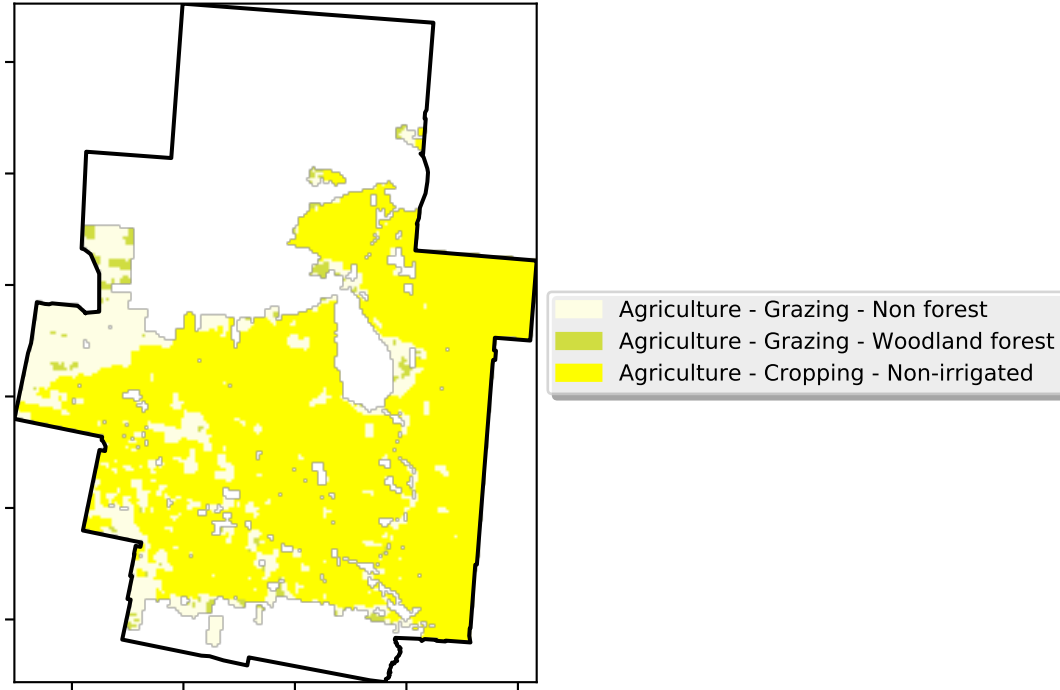 Agriculture - Grazing - Non forest
Agriculture - Grazing - Woodland forest
Agriculture - Cropping - Non-irrigated